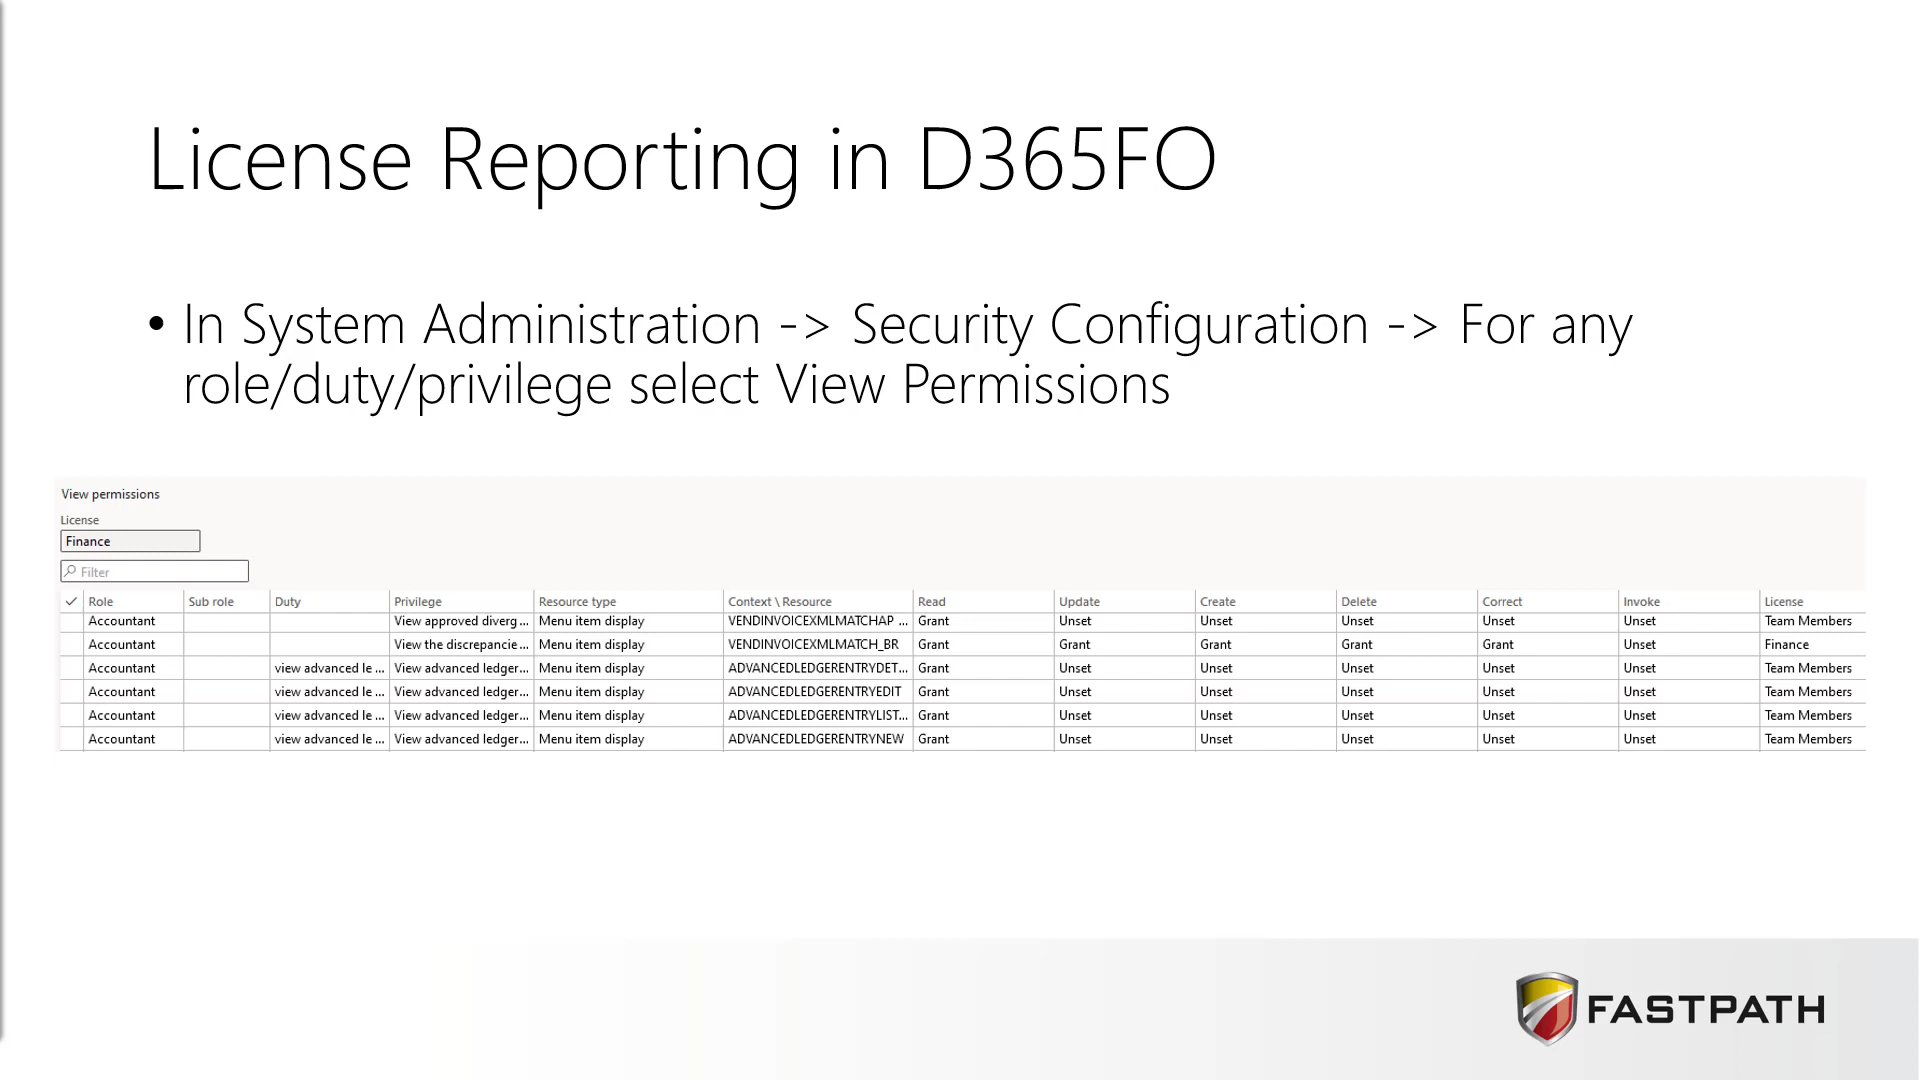 License Reporting in D365FO
• In System Administration -> Security Configuration -> For any
role/duty/privilege select View Permissions
View permissions
License
Finance
Filter
Role Sub role Duty Privilege Resource type Context \ Resource Read Update Create Delete Correct Invoke License
Accountant View approved diverg ... Menu item display VENDINVOICEXMLMATCHAP ... Grant Unset Unset Unset Unset Unset Team Members
Accountant View the discrepancie ... Menu item display VENDINVOICEXMLMATCH_BR Grant Grant Grant Grant Grant Unset Finance
Accountant view advanced le ... View advanced ledger... Menu item display ADVANCEDLEDGERENTRYDET... Grant Unset Unset Unset Unset Unset Team Members
Accountant view advanced le ... View advanced ledger... Menu item display ADVANCEDLEDGERENTRYEDIT Grant Unset Unset Unset Unset Unset Team Members
Accountant view advanced le ... View advanced ledger... Menu item display ADVANCEDLEDGERENTRYLIST... Grant Unset Unset Unset Unset Unset Team Members
Accountant view advanced le ... View advanced ledger... Menu item display ADVANCEDLEDGERENTRYNEW Grant Unset Unset Unset Unset Unset Team Members
FASTPATH